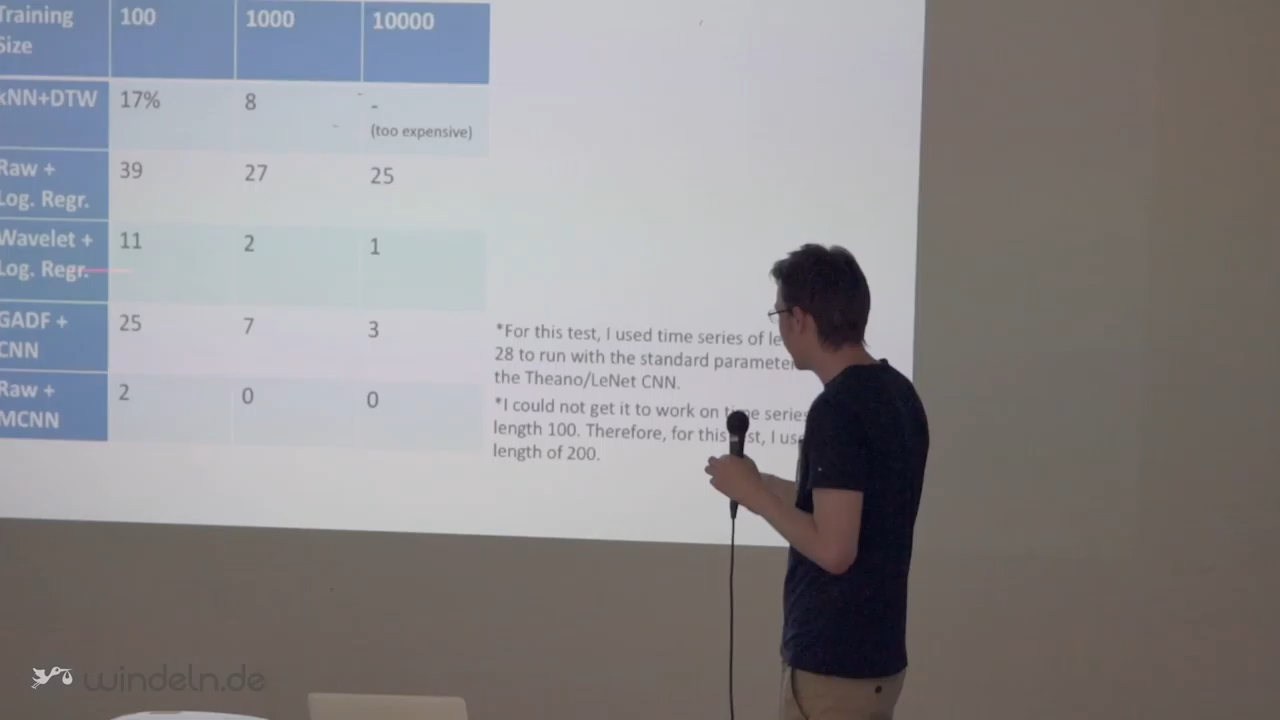 Training 100 1000 10000
Size
kNN+DTW 17% 8 -
(too expensive)
Raw + 39 27 25
Log. Regr.
Wavelet + 11 2 1
Log. Regr.
GADF + 25 7 3
CNN
Raw + 2 0 0
MCNN
*For this test, I used time series of
28 to run with the standard parameter
the Theano/LeNet CNN.
*I could not get it to work on time series
length 100. Therefore, for this I
length of 200.
windeln.de